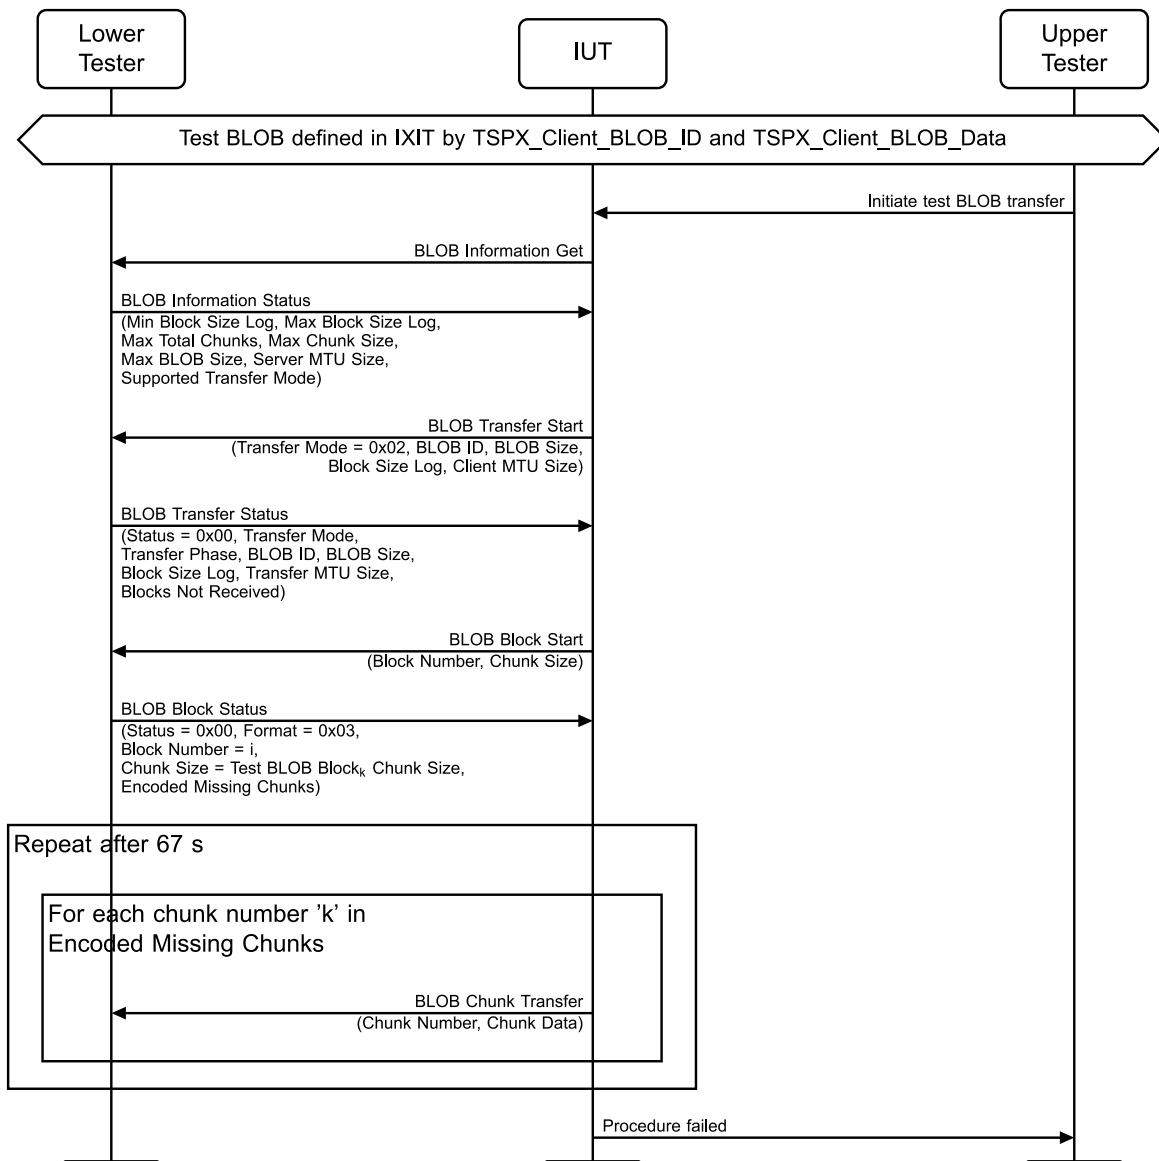 Lower
Tester
IUT
Upper
Tester
Test BLOB defined in IXIT by TSPX_Client_BLOB_ID and TSPX_Client_BLOB_Data
Initiate test BLOB transfer
BLOB Information Get
BLOB Information Status
(Min Block Size Log, Max Block Size Log,
Max Total Chunks, Max Chunk Size,
Max BLOB Size, Server MTU Size,
Supported Transfer Mode)
BLOB Transfer Start
(Transfer Mode = 0x02, BLOB ID, BLOB Size,
Block Size Log, Client MTU Size)
BLOB Transfer Status
(Status = 0x00, Transfer Mode,
Transfer Phase, BLOB ID, BLOB Size,
Block Size Log, Transfer MTU Size,
Blocks Not Received)
BLOB Block Start
(Block Number, Chunk Size)
BLOB Block Status
(Status = 0x00, Format = 0x03,
Block Number = i,
Chunk Size = Test BLOB Blockₖ Chunk Size,
Encoded Missing Chunks)
Repeat after 67 s
For each chunk number 'k' in
Encoded Missing Chunks
BLOB Chunk Transfer
(Chunk Number, Chunk Data)
Procedure failed